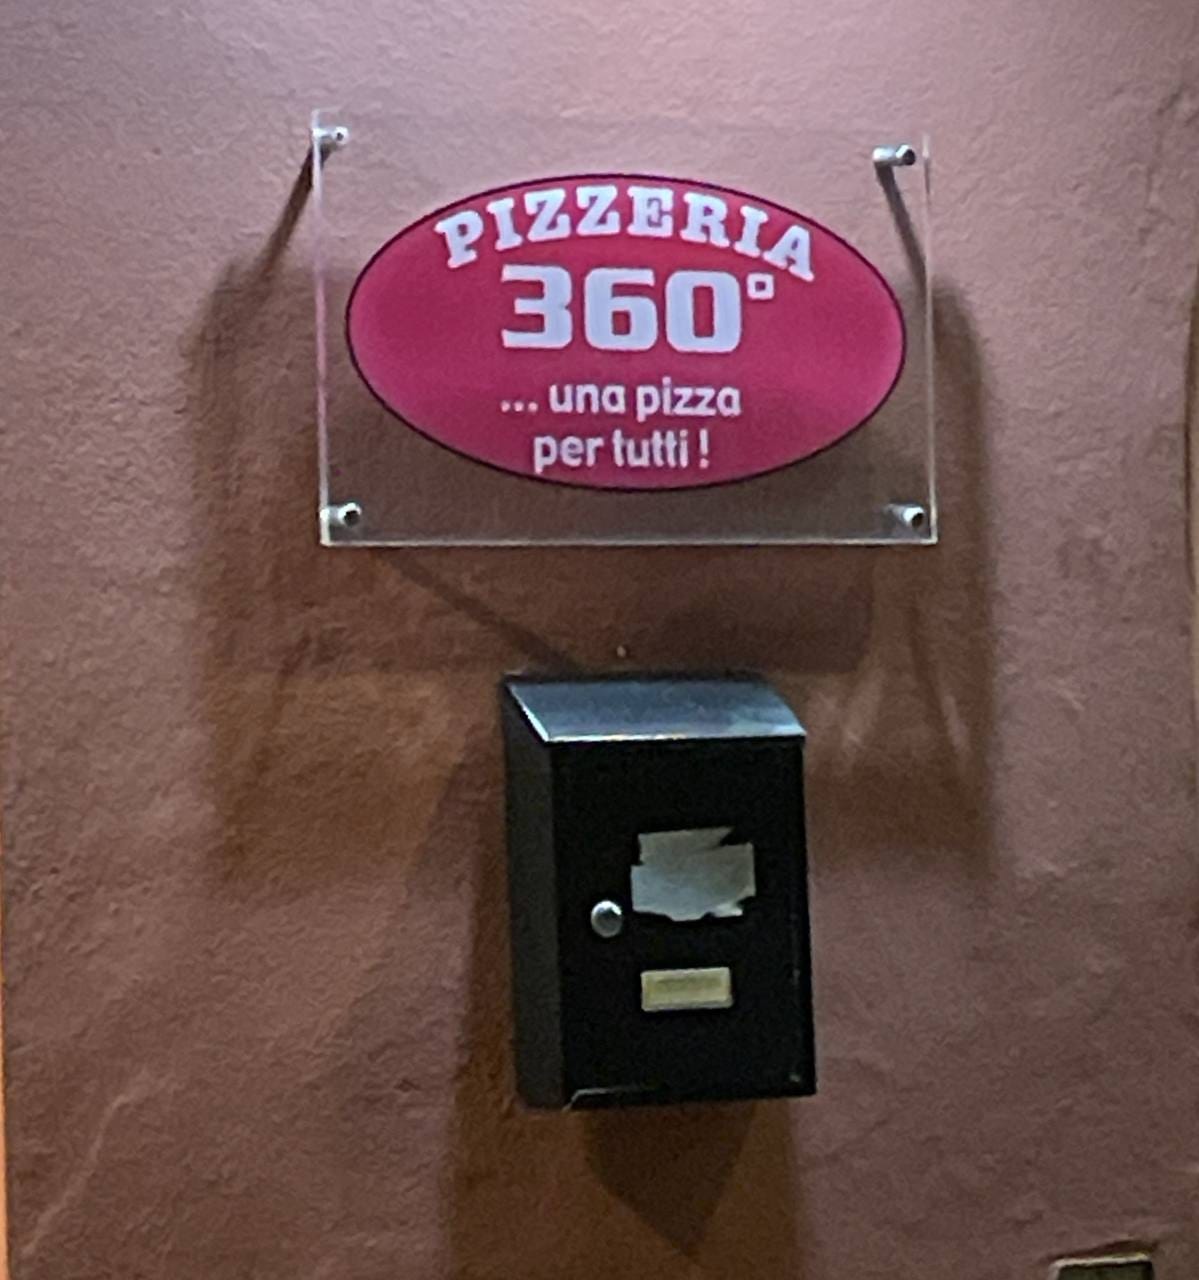 PIZZERIA
360°
... una pizza
per tutti !